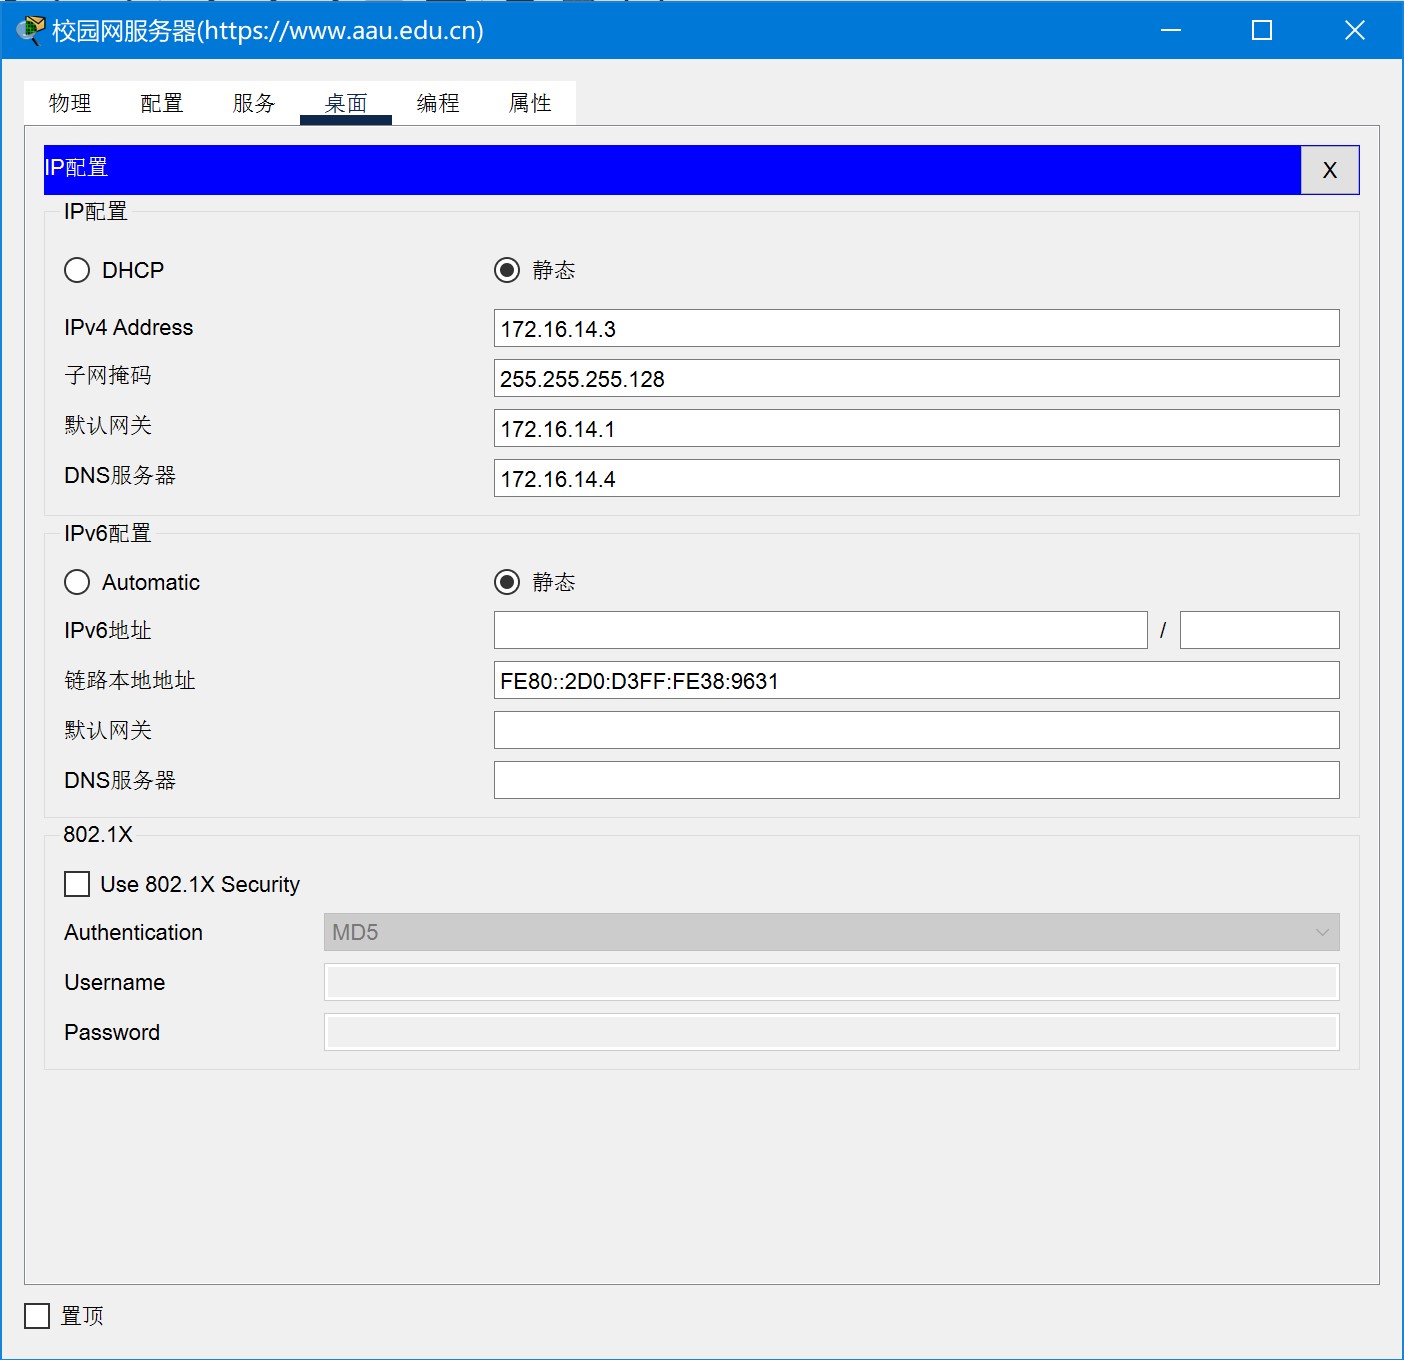 校园网服务器(https://www.aau.edu.cn)
物理 配置 服务 桌面 编程 属性
IP配置 X
IP配置
DHCP 静态
IPv4 Address 172.16.14.3
子网掩码 255.255.255.128
默认网关 172.16.14.1
DNS服务器 172.16.14.4
IPv6配置
Automatic 静态
IPv6地址 /
链路本地地址 FE80::2D0:D3FF:FE38:9631
默认网关
DNS服务器
802.1X
Use 802.1X Security
Authentication MD5
Username
Password
置顶